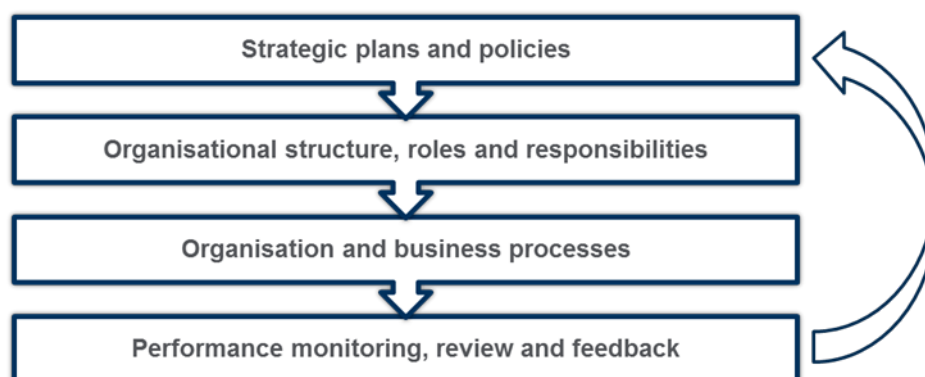 Strategic plans and policies
Organisational structure, roles and responsibilities
Organisation and business processes
Performance monitoring, review and feedback